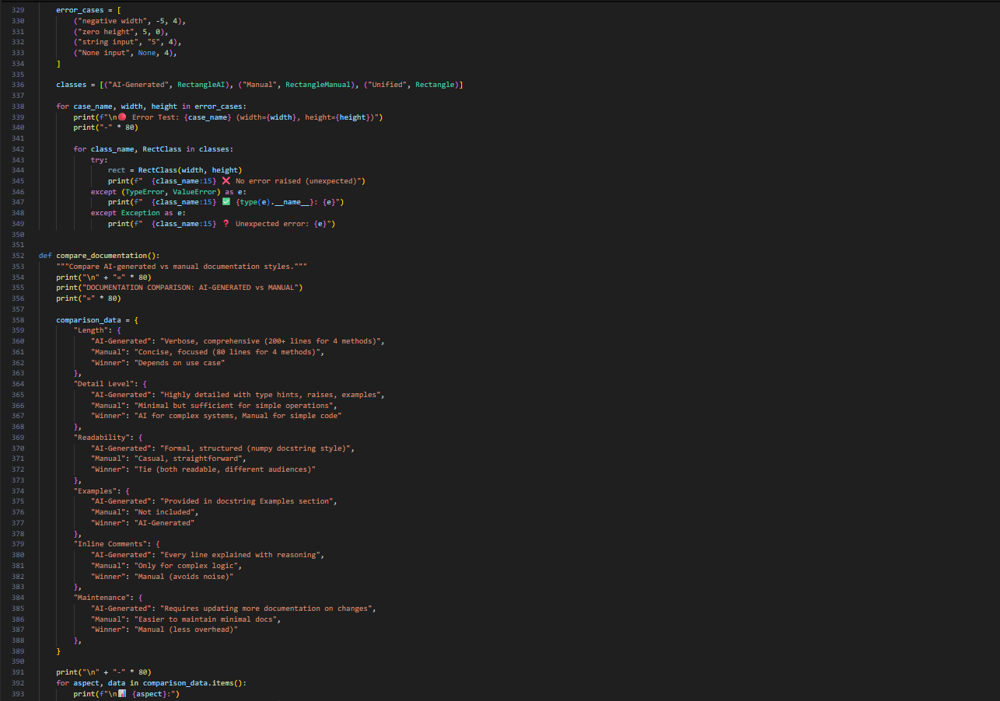 329 error_cases = [
330 ("negative width", -5, 4),
331 ("zero height", 5, 0),
332 ("string input", "5", 4),
333 ("None input", None, 4),
334 ]
335
336 classes = [("AI-Generated", RectangleAI), ("Manual", RectangleManual), ("Unified", Rectangle)]
337
338 for case_name, width, height in error_cases:
339 print(f"\n🔴 Error Test: {case_name} (width={width}, height={height})")
340 print("-" * 80)
341
342 for class_name, RectClass in classes:
343 try:
344 rect = RectClass(width, height)
345 print(f"  {class_name:15} ❌ No error raised (unexpected)")
346 except (TypeError, ValueError) as e:
347 print(f"  {class_name:15} ✅ {type(e).__name__}: {e}")
348 except Exception as e:
349 print(f"  {class_name:15} ❓ Unexpected error: {e}")
350
351
352 def compare_documentation():
353 """Compare AI-generated vs manual documentation styles."""
354 print("\n" + "=" * 80)
355 print("DOCUMENTATION COMPARISON: AI-GENERATED vs MANUAL")
356 print("=" * 80)
357
358 comparison_data = {
359 "Length": {
360 "AI-Generated": "Verbose, comprehensive (200+ lines for 4 methods)",
361 "Manual": "Concise, focused (80 lines for 4 methods)",
362 "Winner": "Depends on use case"
363 },
364 "Detail Level": {
365 "AI-Generated": "Highly detailed with type hints, raises, examples",
366 "Manual": "Minimal but sufficient for simple operations",
367 "Winner": "AI for complex systems, Manual for simple code"
368 },
369 "Readability": {
370 "AI-Generated": "Formal, structured (numpy docstring style)",
371 "Manual": "Casual, straightforward",
372 "Winner": "Tie (both readable, different audiences)"
373 },
374 "Examples": {
375 "AI-Generated": "Provided in docstring Examples section",
376 "Manual": "Not included",
377 "Winner": "AI-Generated"
378 },
379 "Inline Comments": {
380 "AI-Generated": "Every line explained with reasoning",
381 "Manual": "Only for complex logic",
382 "Winner": "Manual (avoids noise)"
383 },
384 "Maintenance": {
385 "AI-Generated": "Requires updating more documentation on changes",
386 "Manual": "Easier to maintain minimal docs",
387 "Winner": "Manual (less overhead)"
388 },
389 }
390
391 print("\n" + "-" * 80)
392 for aspect, data in comparison_data.items():
393 print(f"\n📊 {aspect}:")